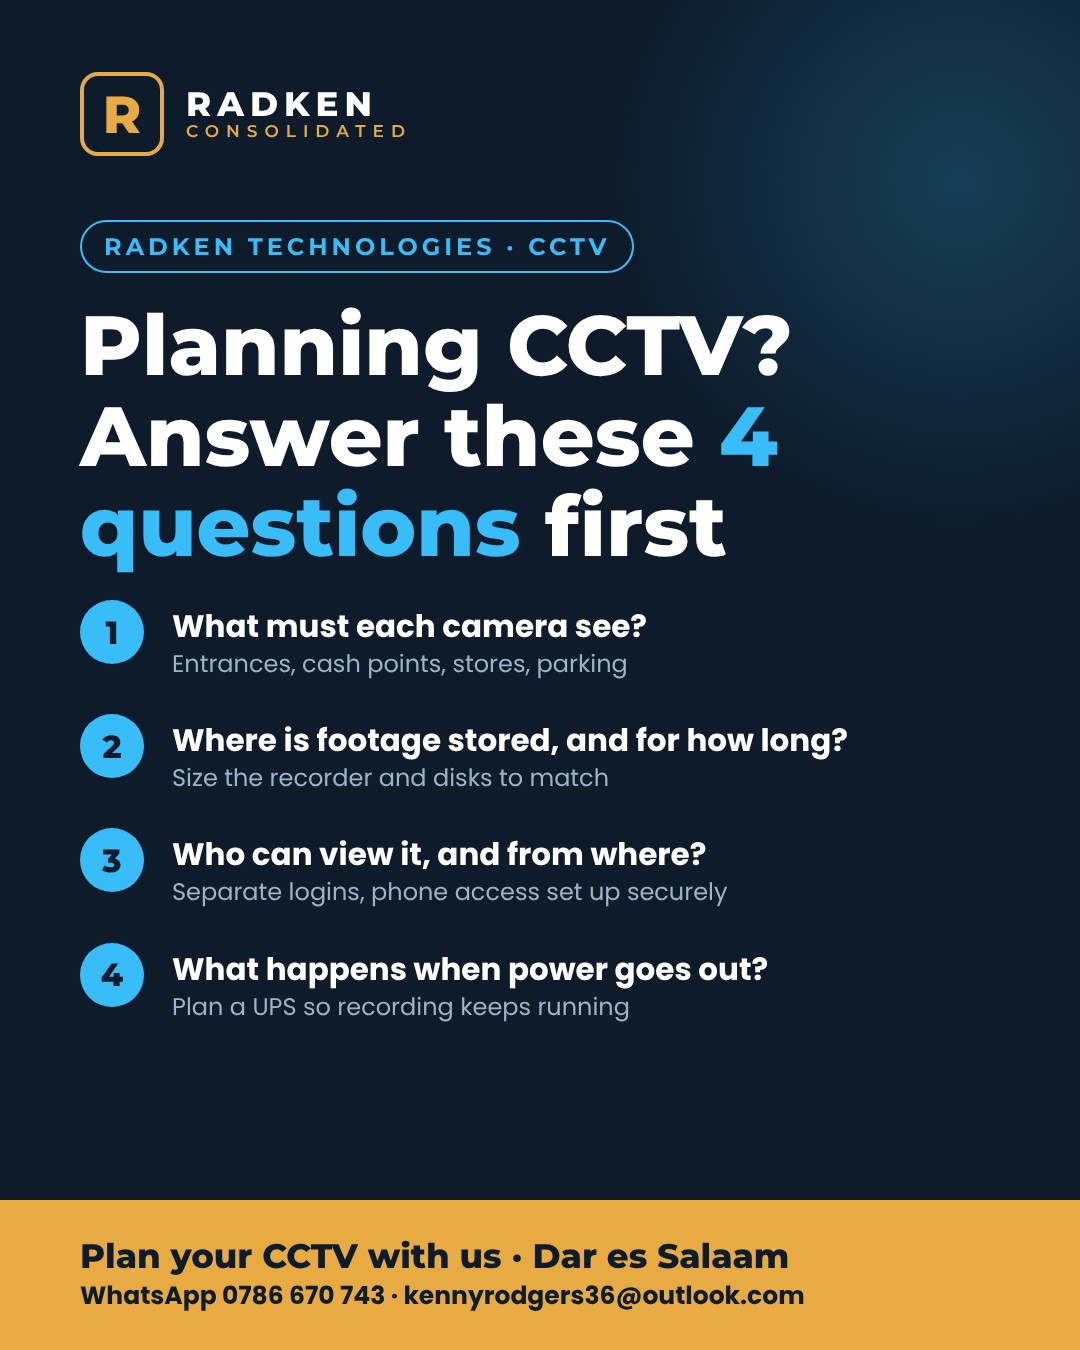 R
RADKEN
CONSOLIDATED
RADKEN TECHNOLOGIES · CCTV
Planning CCTV?
Answer these 4
questions first
1
What must each camera see?
Entrances, cash points, stores, parking
2
Where is footage stored, and for how long?
Size the recorder and disks to match
3
Who can view it, and from where?
Separate logins, phone access set up securely
4
What happens when power goes out?
Plan a UPS so recording keeps running
Plan your CCTV with us · Dar es Salaam
WhatsApp 0786 670 743 · kennyrodgers36@outlook.com